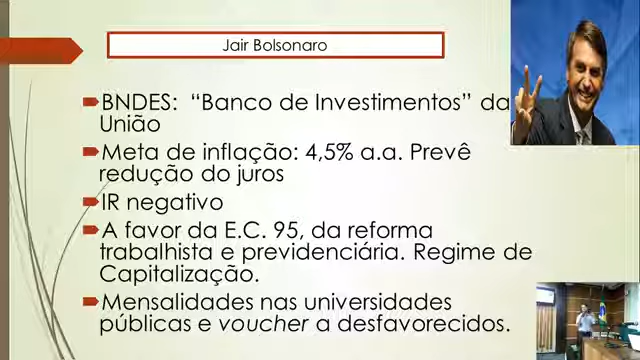 Jair Bolsonaro
BNDES: “Banco de Investimentos” da
União
Meta de inflação: 4,5% a.a. Prevê
redução do juros
IR negativo
A favor da E.C. 95, da reforma
trabalhista e previdenciária. Regime de
Capitalização.
Mensalidades nas universidades
públicas e voucher a desfavorecidos.